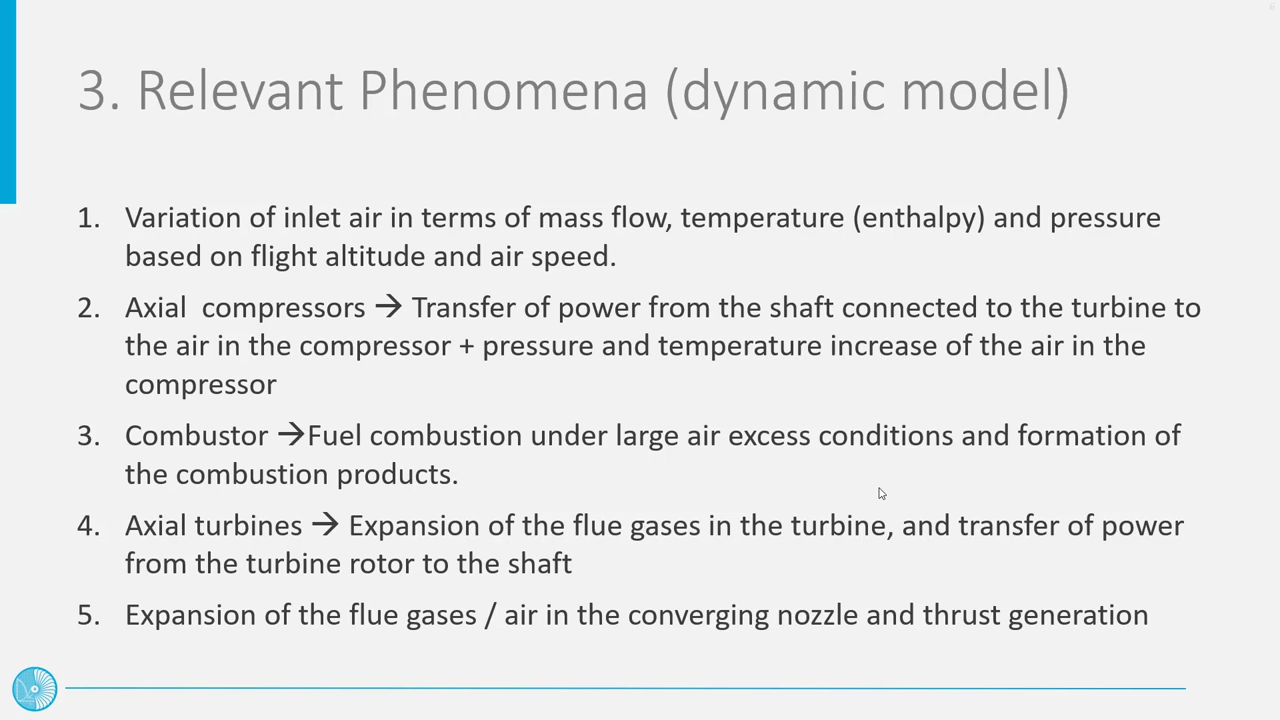 3. Relevant Phenomena (dynamic model)
1. Variation of inlet air in terms of mass flow, temperature (enthalpy) and pressure
based on flight altitude and air speed.
2. Axial  compressors → Transfer of power from the shaft connected to the turbine to
the air in the compressor + pressure and temperature increase of the air in the
compressor
3. Combustor →Fuel combustion under large air excess conditions and formation of
the combustion products.
4. Axial turbines → Expansion of the flue gases in the turbine, and transfer of power
from the turbine rotor to the shaft
5. Expansion of the flue gases / air in the converging nozzle and thrust generation